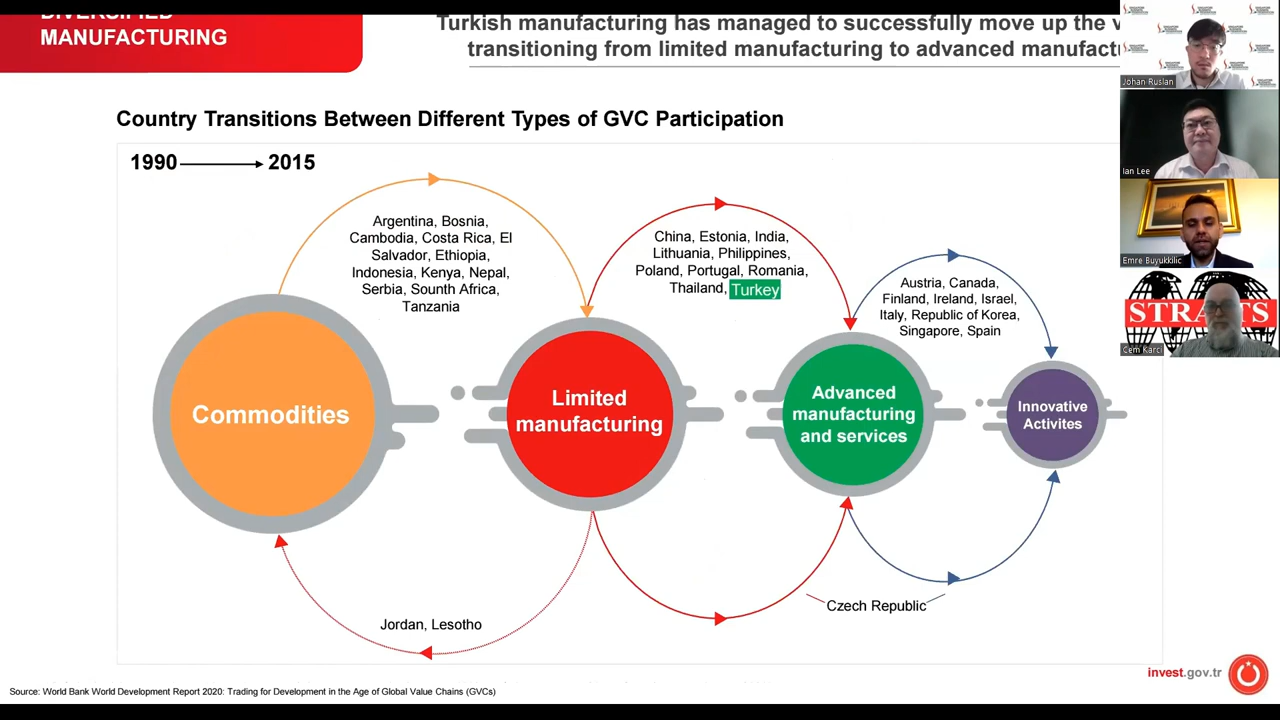 DIVERSIFIED
MANUFACTURING
Turkish manufacturing has managed to successfully move up the
transitioning from limited manufacturing to advanced
Country Transitions Between Different Types of GVC Participation
1990
2015
Argentina, Bosnia,
Cambodia, Costa Rica, El
Salvador, Ethiopia,
Indonesia, Kenya, Nepal,
Serbia, South Africa,
Tanzania
China, Estonia, India,
Lithuania, Philippines,
Poland, Portugal, Romania,
Thailand, Turkey
Austria, Canada,
Finland, Ireland, Israel,
Italy, Republic of Korea,
Singapore, Spain
Commodities
Limited
manufacturing
Advanced
manufacturing
and services
Innovative
Activites
Jordan, Lesotho
Czech Republic
Source: World Bank World Development Report 2020: Trading for Development in the Age of Global Value Chains (GVCs)
invest.gov.tr
Johan Ruslan
Ian Lee
Emre Buyukkilic
STRAITS
Cem Karci